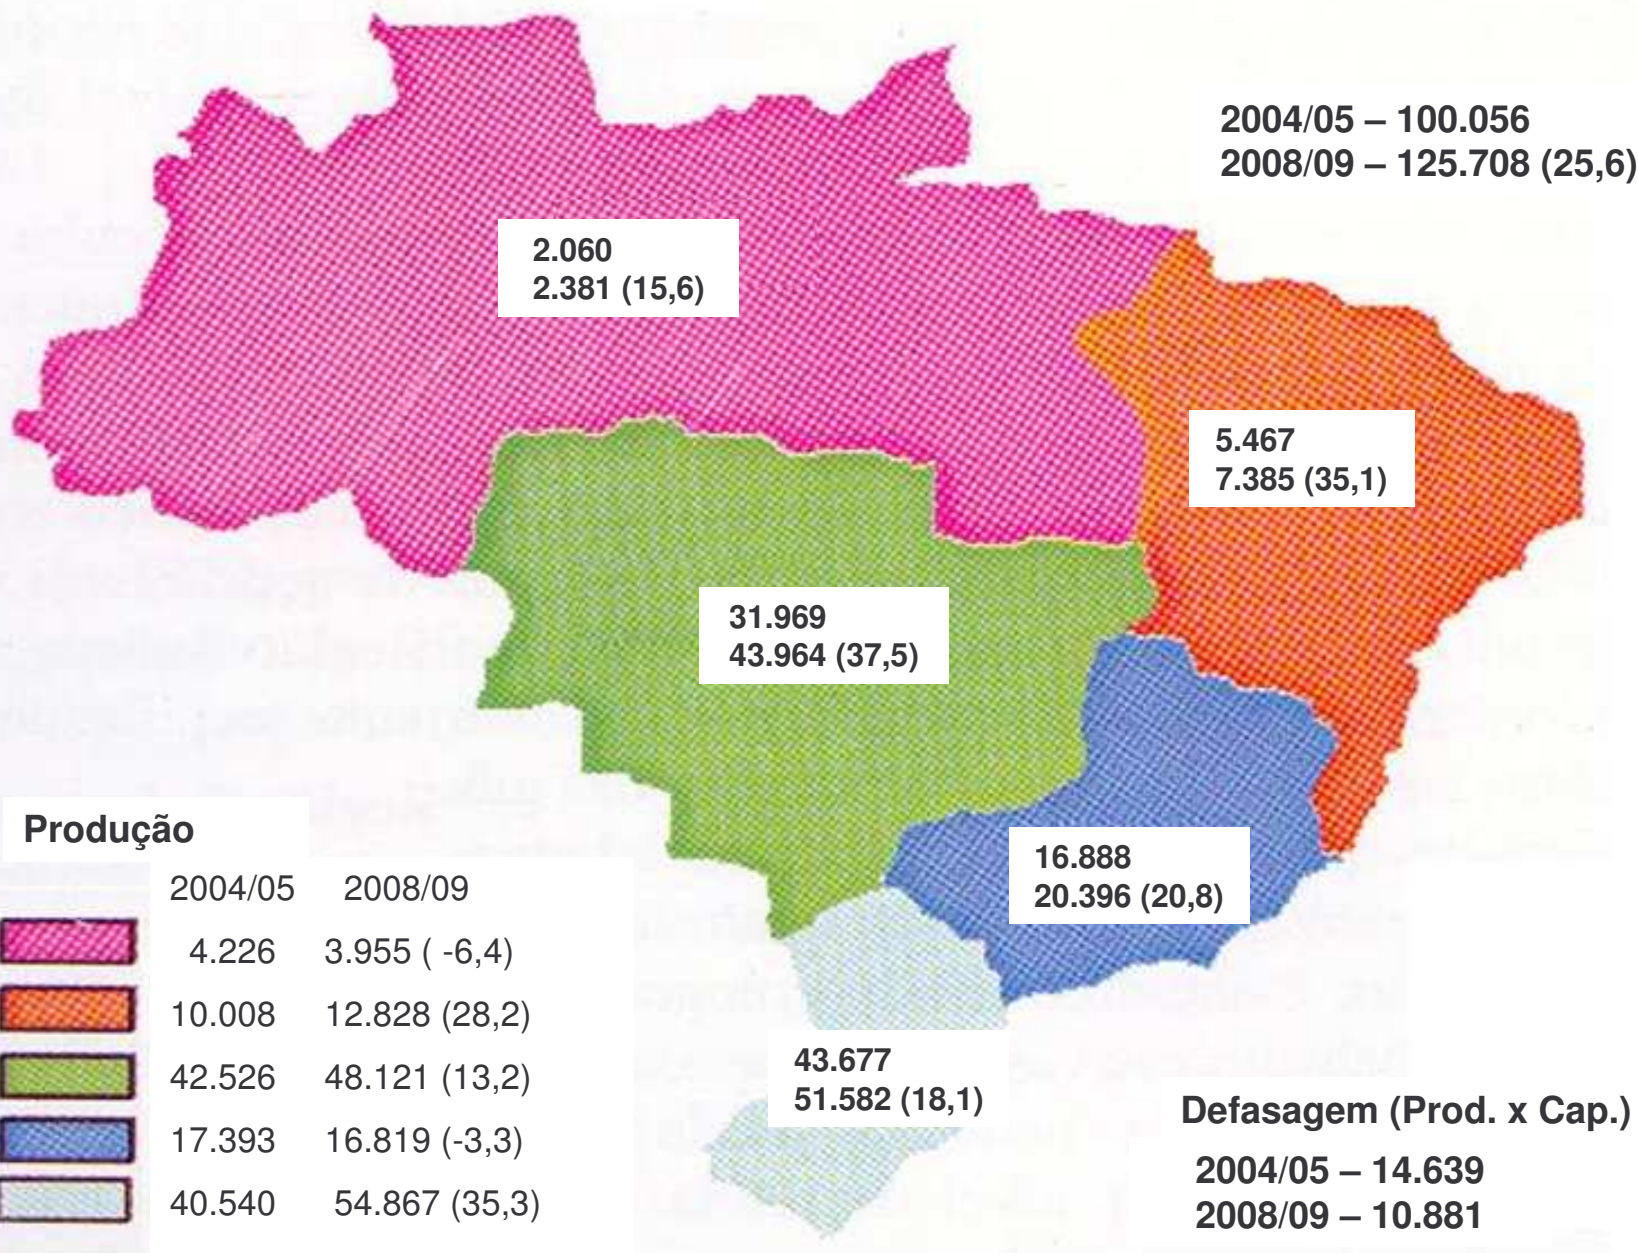 2004/05 – 100.056
2008/09 – 125.708 (25,6)
2.060
2.381 (15,6)
5.467
7.385 (35,1)
31.969
43.964 (37,5)
16.888
20.396 (20,8)
43.677
51.582 (18,1)
Produção
2004/05 2008/09
4.226 3.955 ( -6,4)
10.008 12.828 (28,2)
42.526 48.121 (13,2)
17.393 16.819 (-3,3)
40.540 54.867 (35,3)
Defasagem (Prod. x Cap.)
2004/05 – 14.639
2008/09 – 10.881